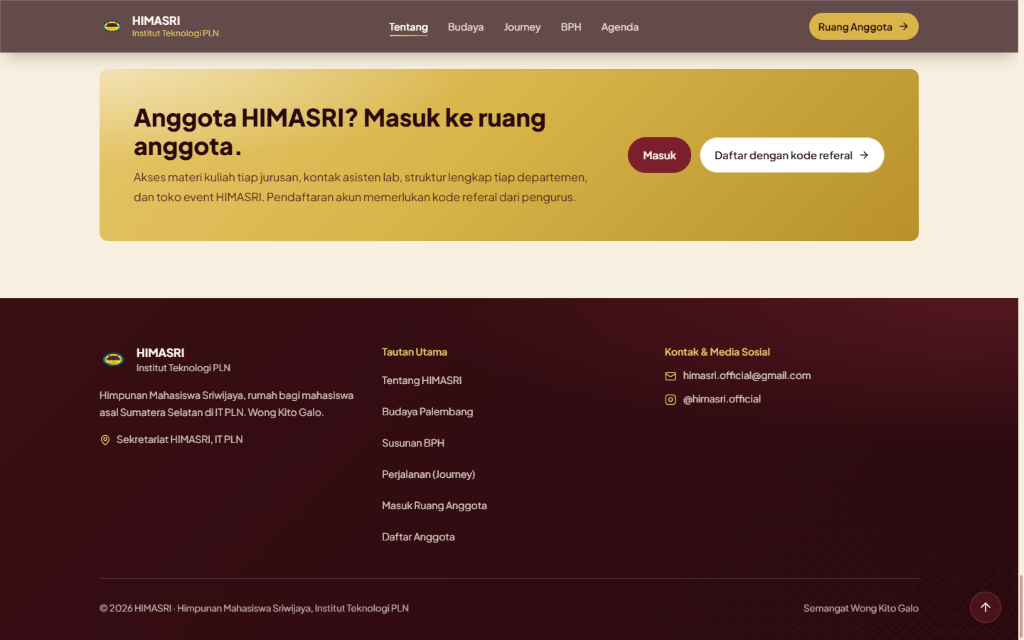 HIMASRI
Institut Teknologi PLN
Tentang
Budaya
Journey
BPH
Agenda
Ruang Anggota
Anggota HIMASRI? Masuk ke ruang
anggota.
Akses materi kuliah tiap jurusan, kontak asisten lab, struktur lengkap tiap departemen,
dan toko event HIMASRI. Pendaftaran akun memerlukan kode referal dari pengurus.
Masuk
Daftar dengan kode referal
HIMASRI
Institut Teknologi PLN
Himpunan Mahasiswa Sriwijaya, rumah bagi mahasiswa
asal Sumatera Selatan di IT PLN. Wong Kito Galo.
Sekretariat HIMASRI, IT PLN
Tautan Utama
Tentang HIMASRI
Budaya Palembang
Susunan BPH
Perjalanan (Journey)
Masuk Ruang Anggota
Daftar Anggota
Kontak & Media Sosial
himasri.official@gmail.com
@himasri.official
© 2026 HIMASRI · Himpunan Mahasiswa Sriwijaya, Institut Teknologi PLN
Semangat Wong Kito Galo